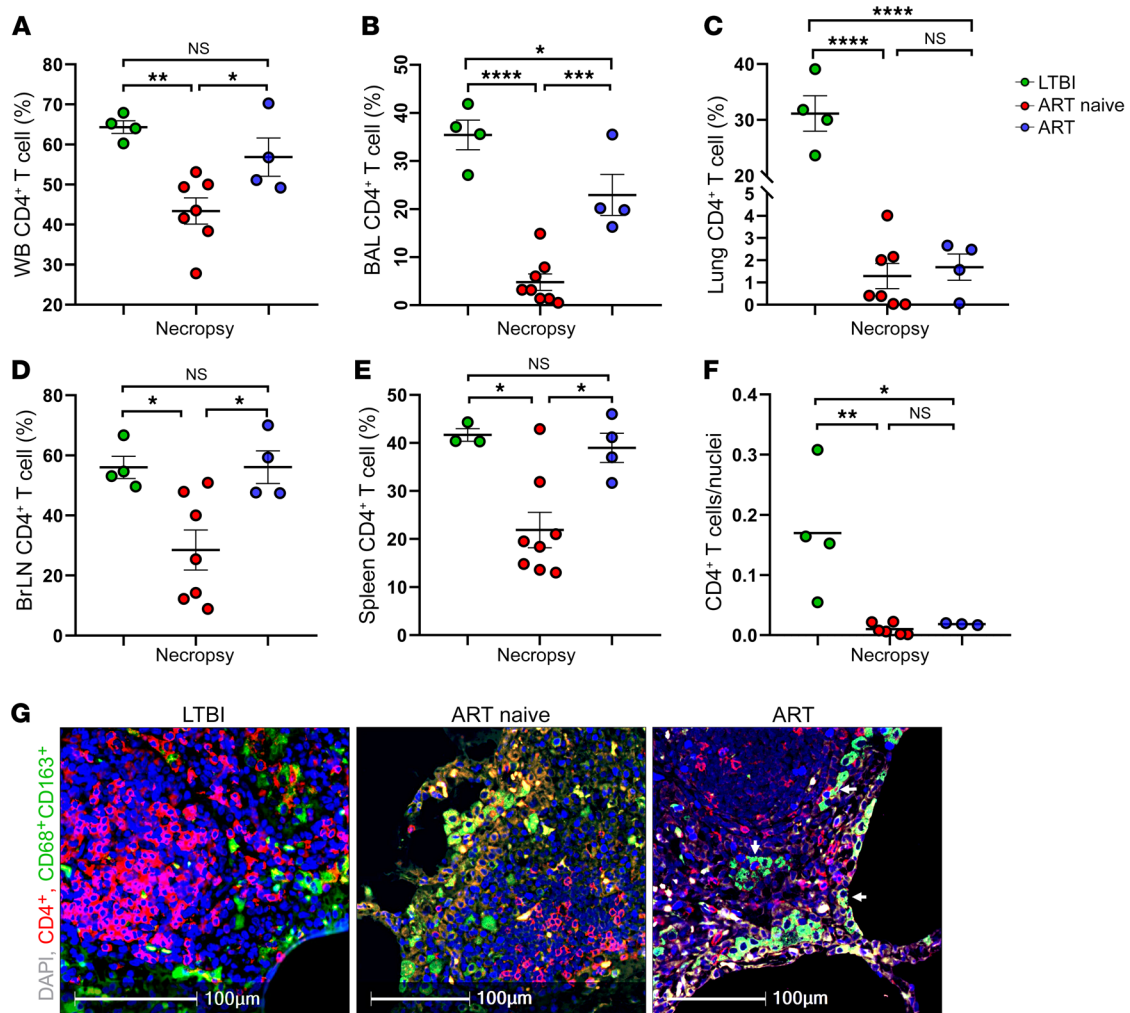 A
NS
**
*
WB CD4+ T cell (%)
80
70
60
50
40
30
20
Necropsy
B
*
****
***
BAL CD4+ T cell (%)
50
40
30
20
10
0
Necropsy
C
****
****
NS
Lung CD4+ T cell (%)
40
30
20
5
4
3
2
1
0
Necropsy
LTBI
ART naive
ART
D
NS
*
*
BrLN CD4+ T cell (%)
80
60
40
20
0
Necropsy
E
NS
*
*
Spleen CD4+ T cell (%)
50
40
30
20
10
0
Necropsy
F
*
**
NS
CD4+ T cells/nuclei
0.4
0.3
0.2
0.1
0.0
Necropsy
G
LTBI
ART naive
ART
DAPI, CD4+, CD68+CD163+
100µm
100µm
100µm